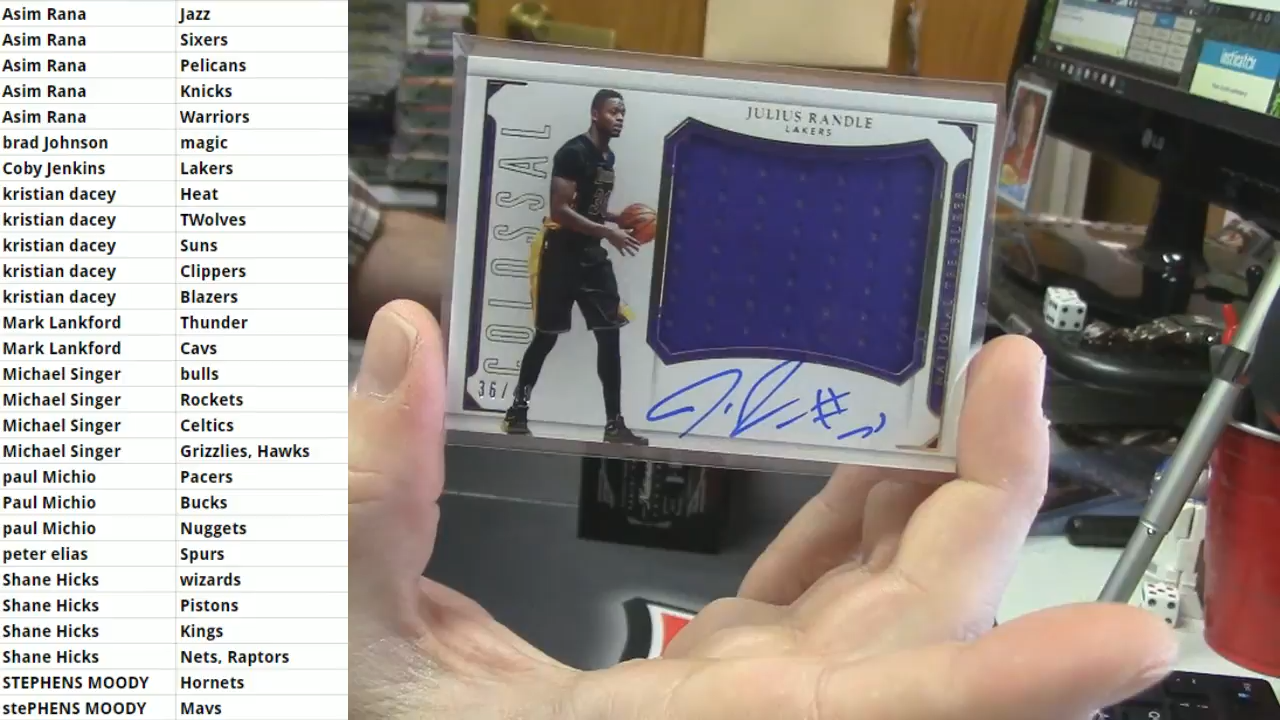 Asim Rana Jazz
Asim Rana Sixers
Asim Rana Pelicans
Asim Rana Knicks
Asim Rana Warriors
brad Johnson magic
Coby Jenkins Lakers
kristian dacey Heat
kristian dacey TWolves
kristian dacey Suns
kristian dacey Clippers
kristian dacey Blazers
Mark Lankford Thunder
Mark Lankford Cavs
Michael Singer bulls
Michael Singer Rockets
Michael Singer Celtics
Michael Singer Grizzlies, Hawks
paul Michio Pacers
Paul Michio Bucks
paul Michio Nuggets
peter elias Spurs
Shane Hicks wizards
Shane Hicks Pistons
Shane Hicks Kings
Shane Hicks Nets, Raptors
STEPHENS MOODY Hornets
stePHENS MOODY Mavs
JULIUS RANDLE
LAKERS
COLOSSAL
NATIONAL TREASURES
LG